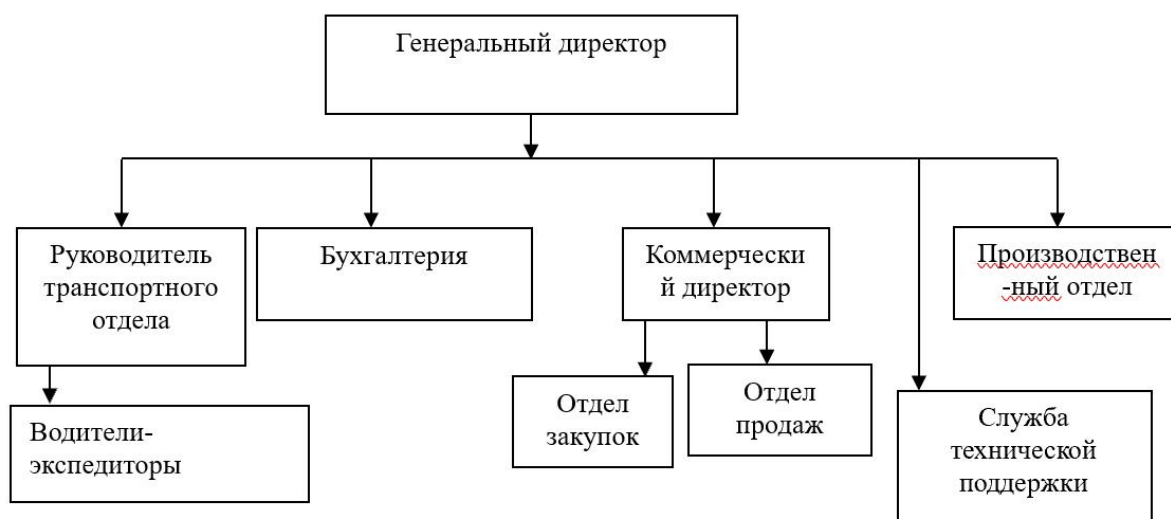 Генеральный директор
Руководитель
транспортного
отдела
Бухгалтерия
Коммерчески
й директор
Производствен
-ный отдел
Водители-
экспедиторы
Отдел
закупок
Отдел
продаж
Служба
технической
поддержки